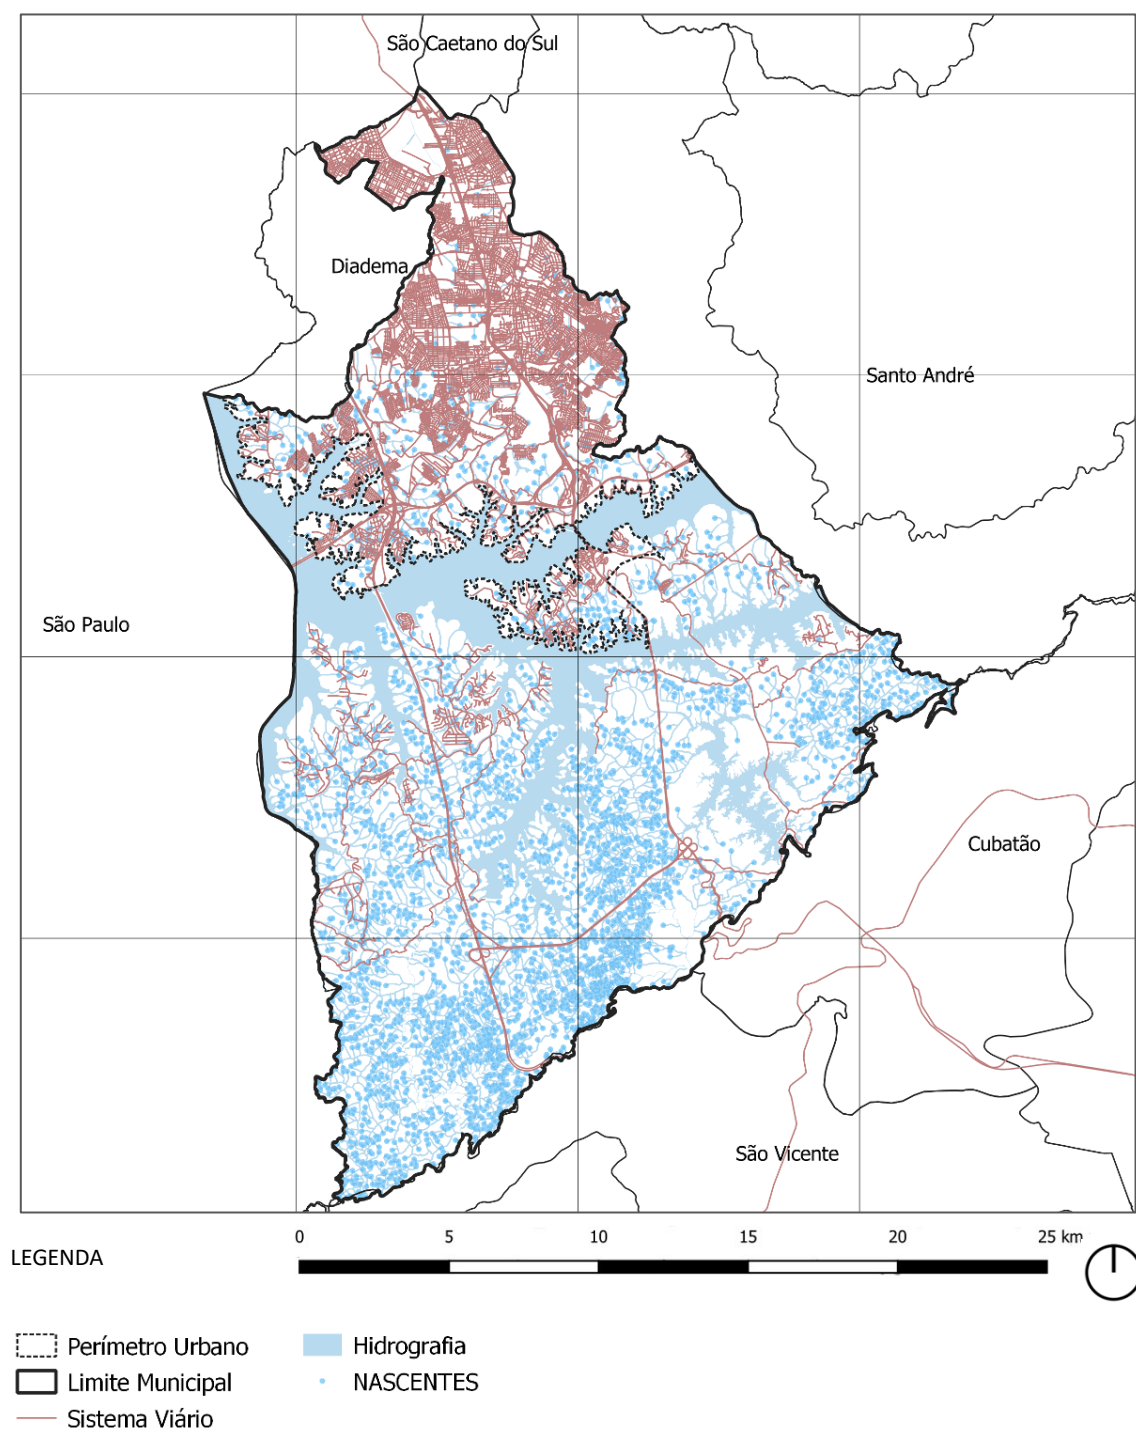 São Caetano do Sul
Diadema
Santo André
São Paulo
Cubatão
São Vicente
0 5 10 15 20 25 km
LEGENDA
Perímetro Urbano
Hidrografia
Limite Municipal
NASCENTES
Sistema Viário